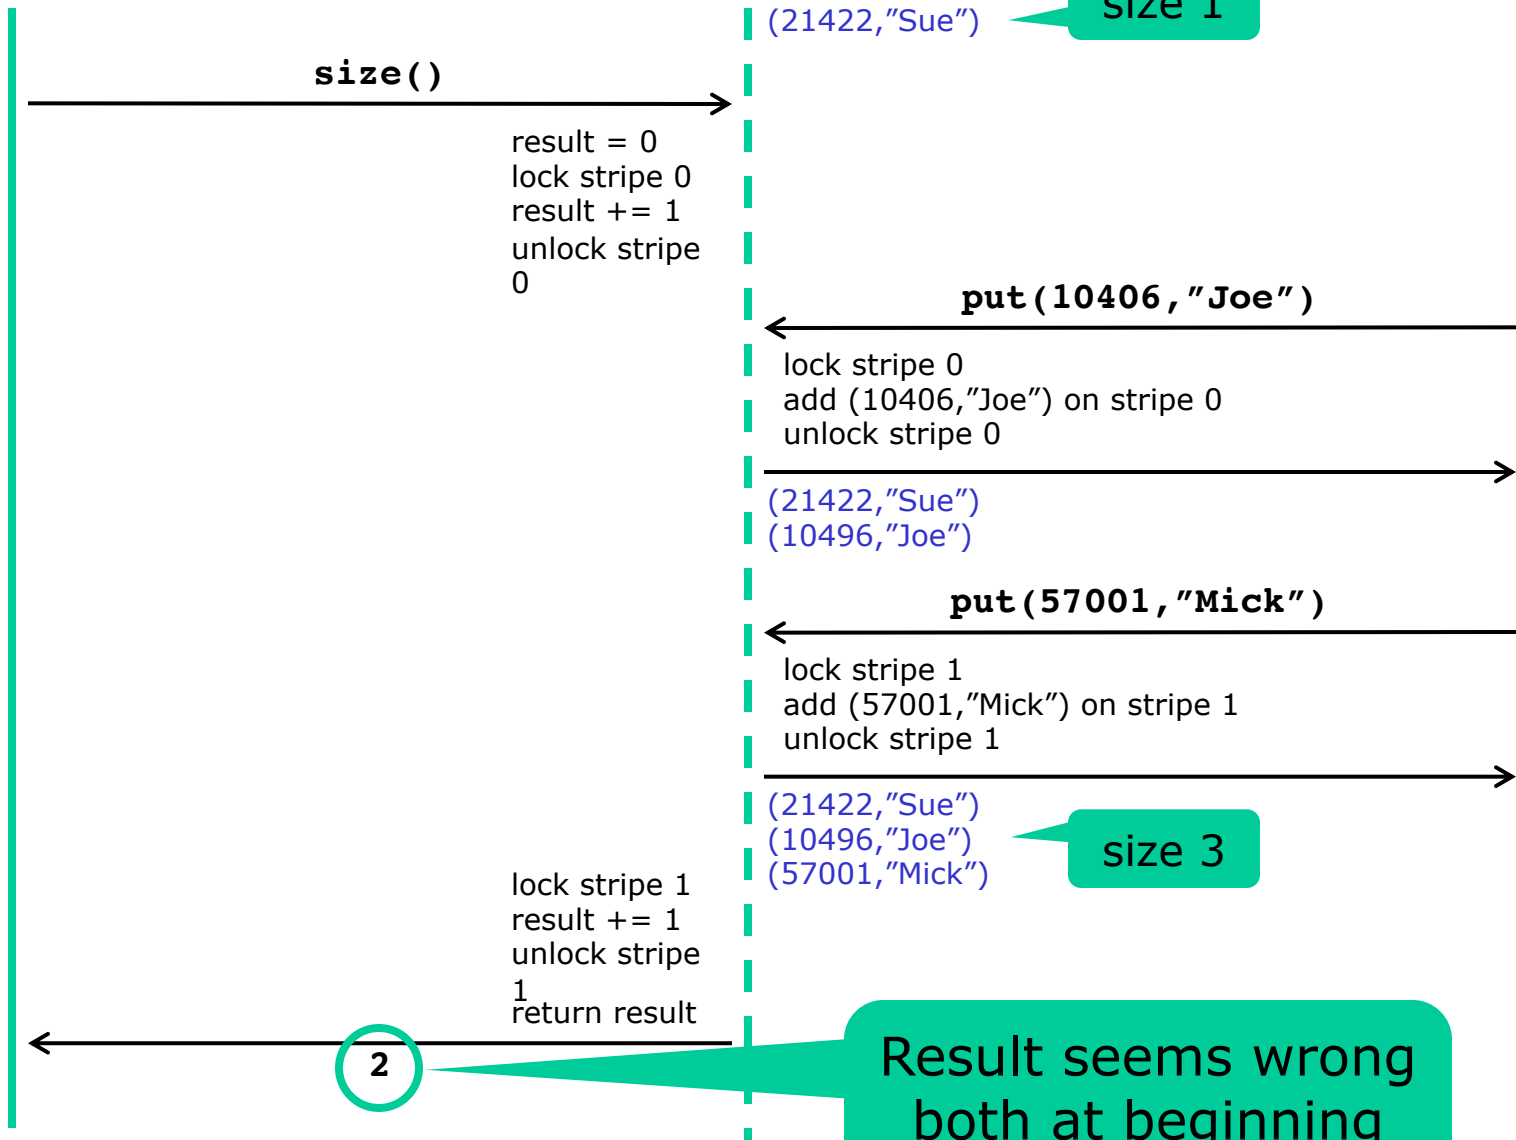 (21422,”Sue”)
size 1
size()
result = 0
lock stripe 0
result += 1
unlock stripe
0
put(10406,”Joe”)
lock stripe 0
add (10406,”Joe”) on stripe 0
unlock stripe 0
(21422,”Sue”)
(10496,”Joe”)
put(57001,”Mick”)
lock stripe 1
add (57001,”Mick”) on stripe 1
unlock stripe 1
(21422,”Sue”)
(10496,”Joe”)
(57001,”Mick”)
size 3
lock stripe 1
result += 1
unlock stripe
1
return result
2
Result seems wrong
both at beginning